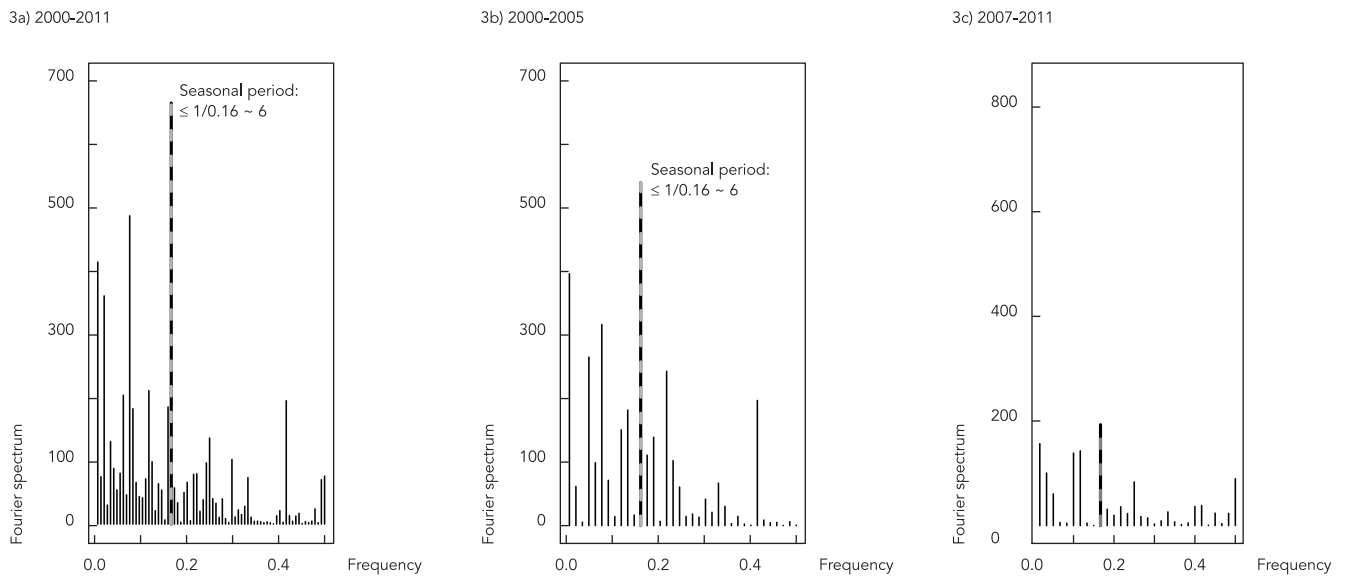 3a) 2000-2011
700
500
300
100
0
Fourier spectrum
Seasonal period:
≤ 1/0.16 ~ 6
0.0 0.2 0.4 Frequency
3b) 2000-2005
700
500
300
100
0
Fourier spectrum
Seasonal period:
≤ 1/0.16 ~ 6
0.0 0.2 0.4 Frequency
3c) 2007-2011
800
600
400
200
0
Fourier spectrum
0.0 0.2 0.4 Frequency